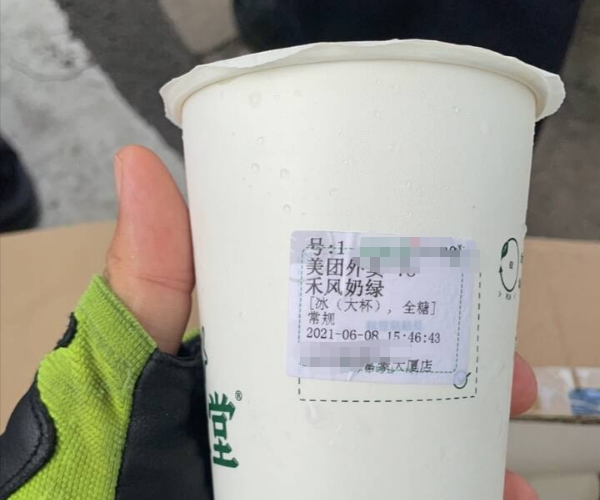 号:1
美团外
禾风奶绿
[冰(大杯), 全糖]
常规
2021-06-08 15:46:43
大厦店
堂®